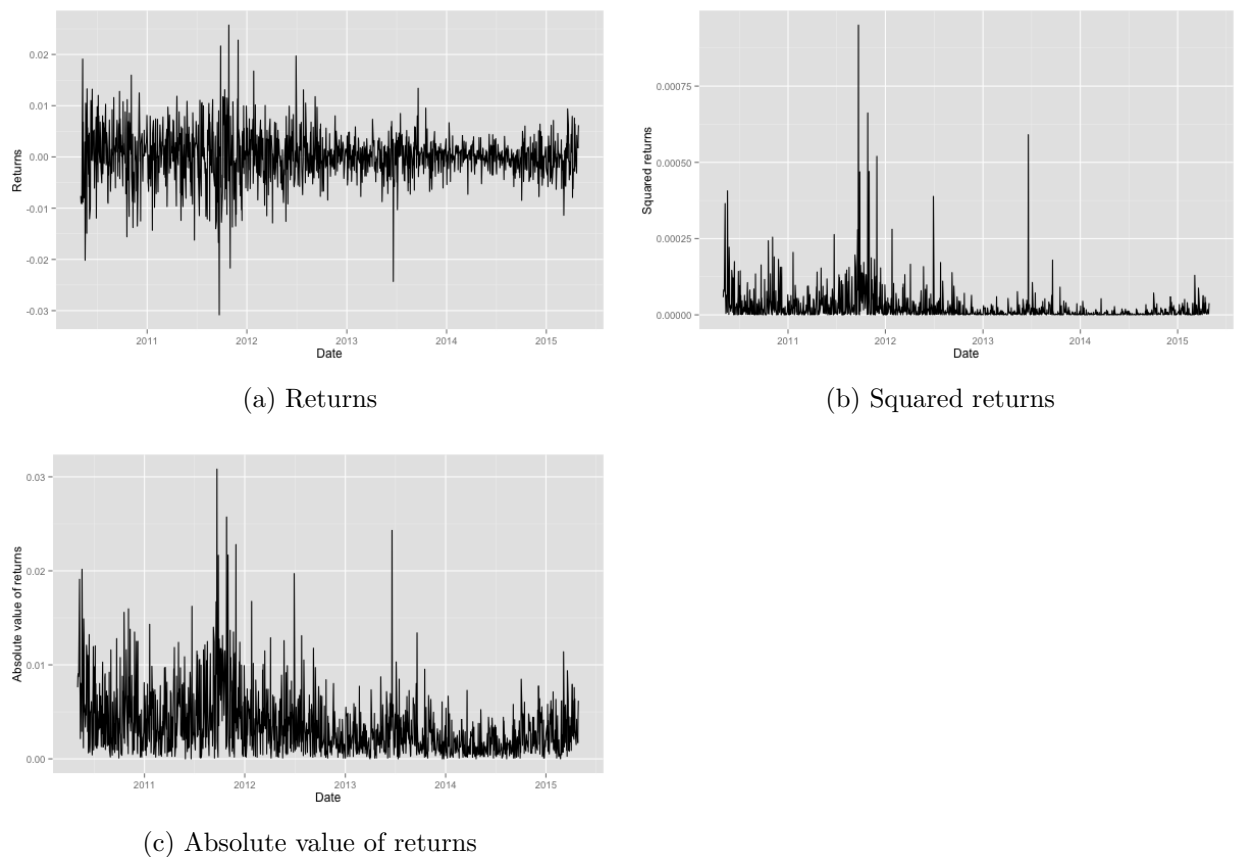 0.02
0.01
0.00
-0.01
-0.02
-0.03
Returns
2011 2012 2013 2014 2015
Date
(a) Returns
0.00075
0.00050
0.00025
0.00000
Squared returns
2011 2012 2013 2014 2015
Date
(b) Squared returns
0.03
0.02
0.01
0.00
Absolute value of returns
2011 2012 2013 2014 2015
Date
(c) Absolute value of returns